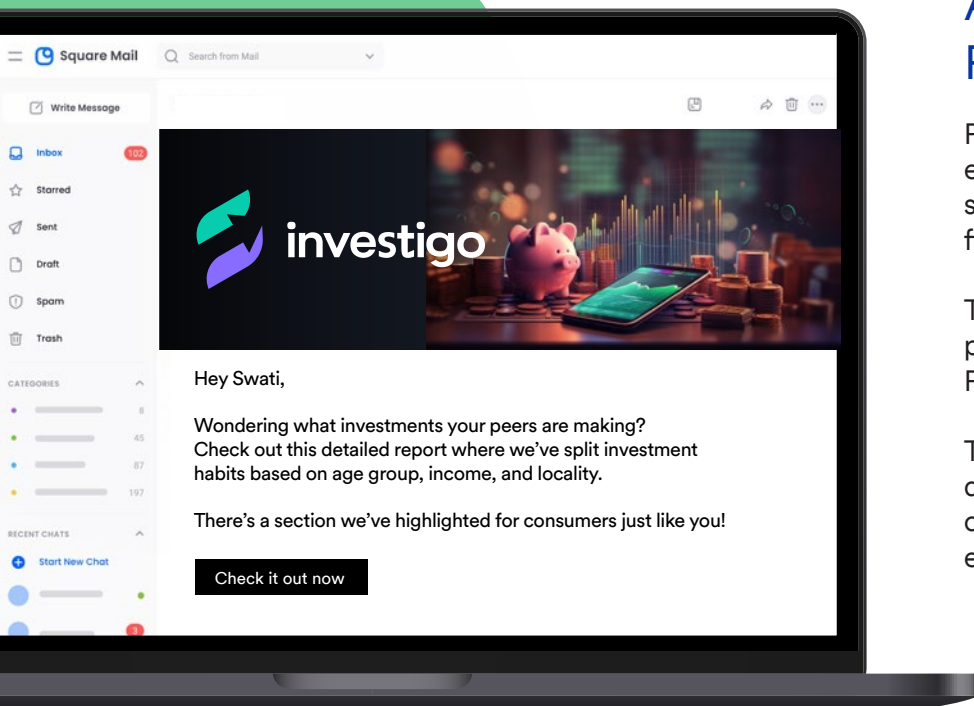 Square Mail
Search from Mail
Write Message
Inbox 102
Starred
Sent
Draft
Spam
Trash
CATEGORIES
8
45
87
197
RECENT CHATS
Start New Chat
3
investigo
Hey Swati,
Wondering what investments your peers are making?
Check out this detailed report where we’ve split investment
habits based on age group, income, and locality.
There’s a section we’ve highlighted for consumers just like you!
Check it out now